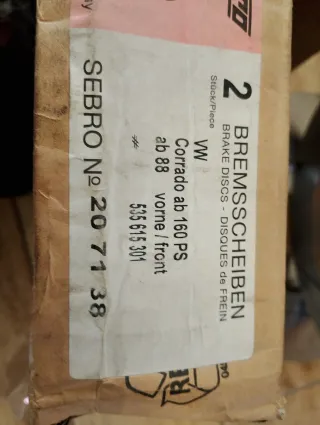 2 BREMSSCHEIBEN
Stück/Piece BRAKE DISCS - DISQUES de FREIN
VW
Corrado ab 160 PS
ab 88 vorne / front
535 615 301
SEBRO Nº 20 71 38